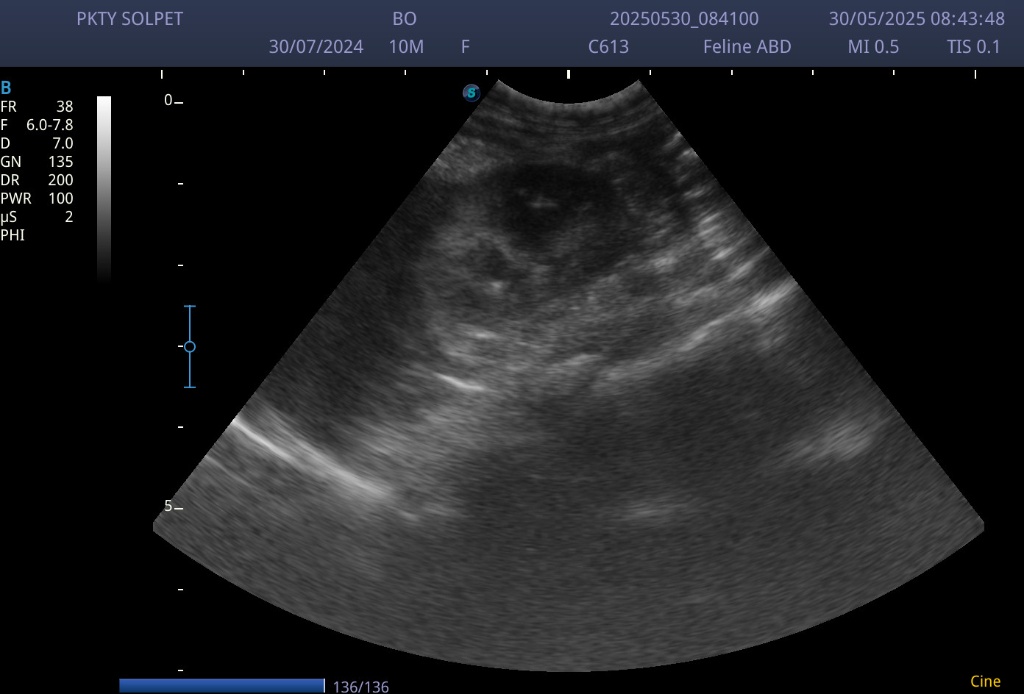 PKTY SOLPET BO 20250530_084100 30/05/2025 08:43:48
30/07/2024 10M F C613 Feline ABD MI 0.5 TIS 0.1
B
FR 38
F 6.0-7.8
D 7.0
GN 135
DR 200
PWR 100
µS 2
PHI
S
0
5
136/136
Cine